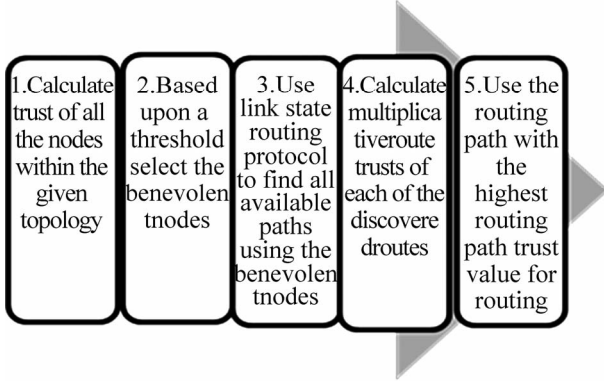 1.Calculate
trust of all
the nodes
within the
given
topology
2.Based
upon a
threshold
select the
benevolen
tnodes
3.Use
link state
routing
protocol
to find all
available
paths
using the
benevolen
tnodes
4.Calculate
multiplica
tiveroute
trusts of
each of the
discovere
droutes
5.Use the
routing
path with
the
highest
routing
path trust
value for
routing